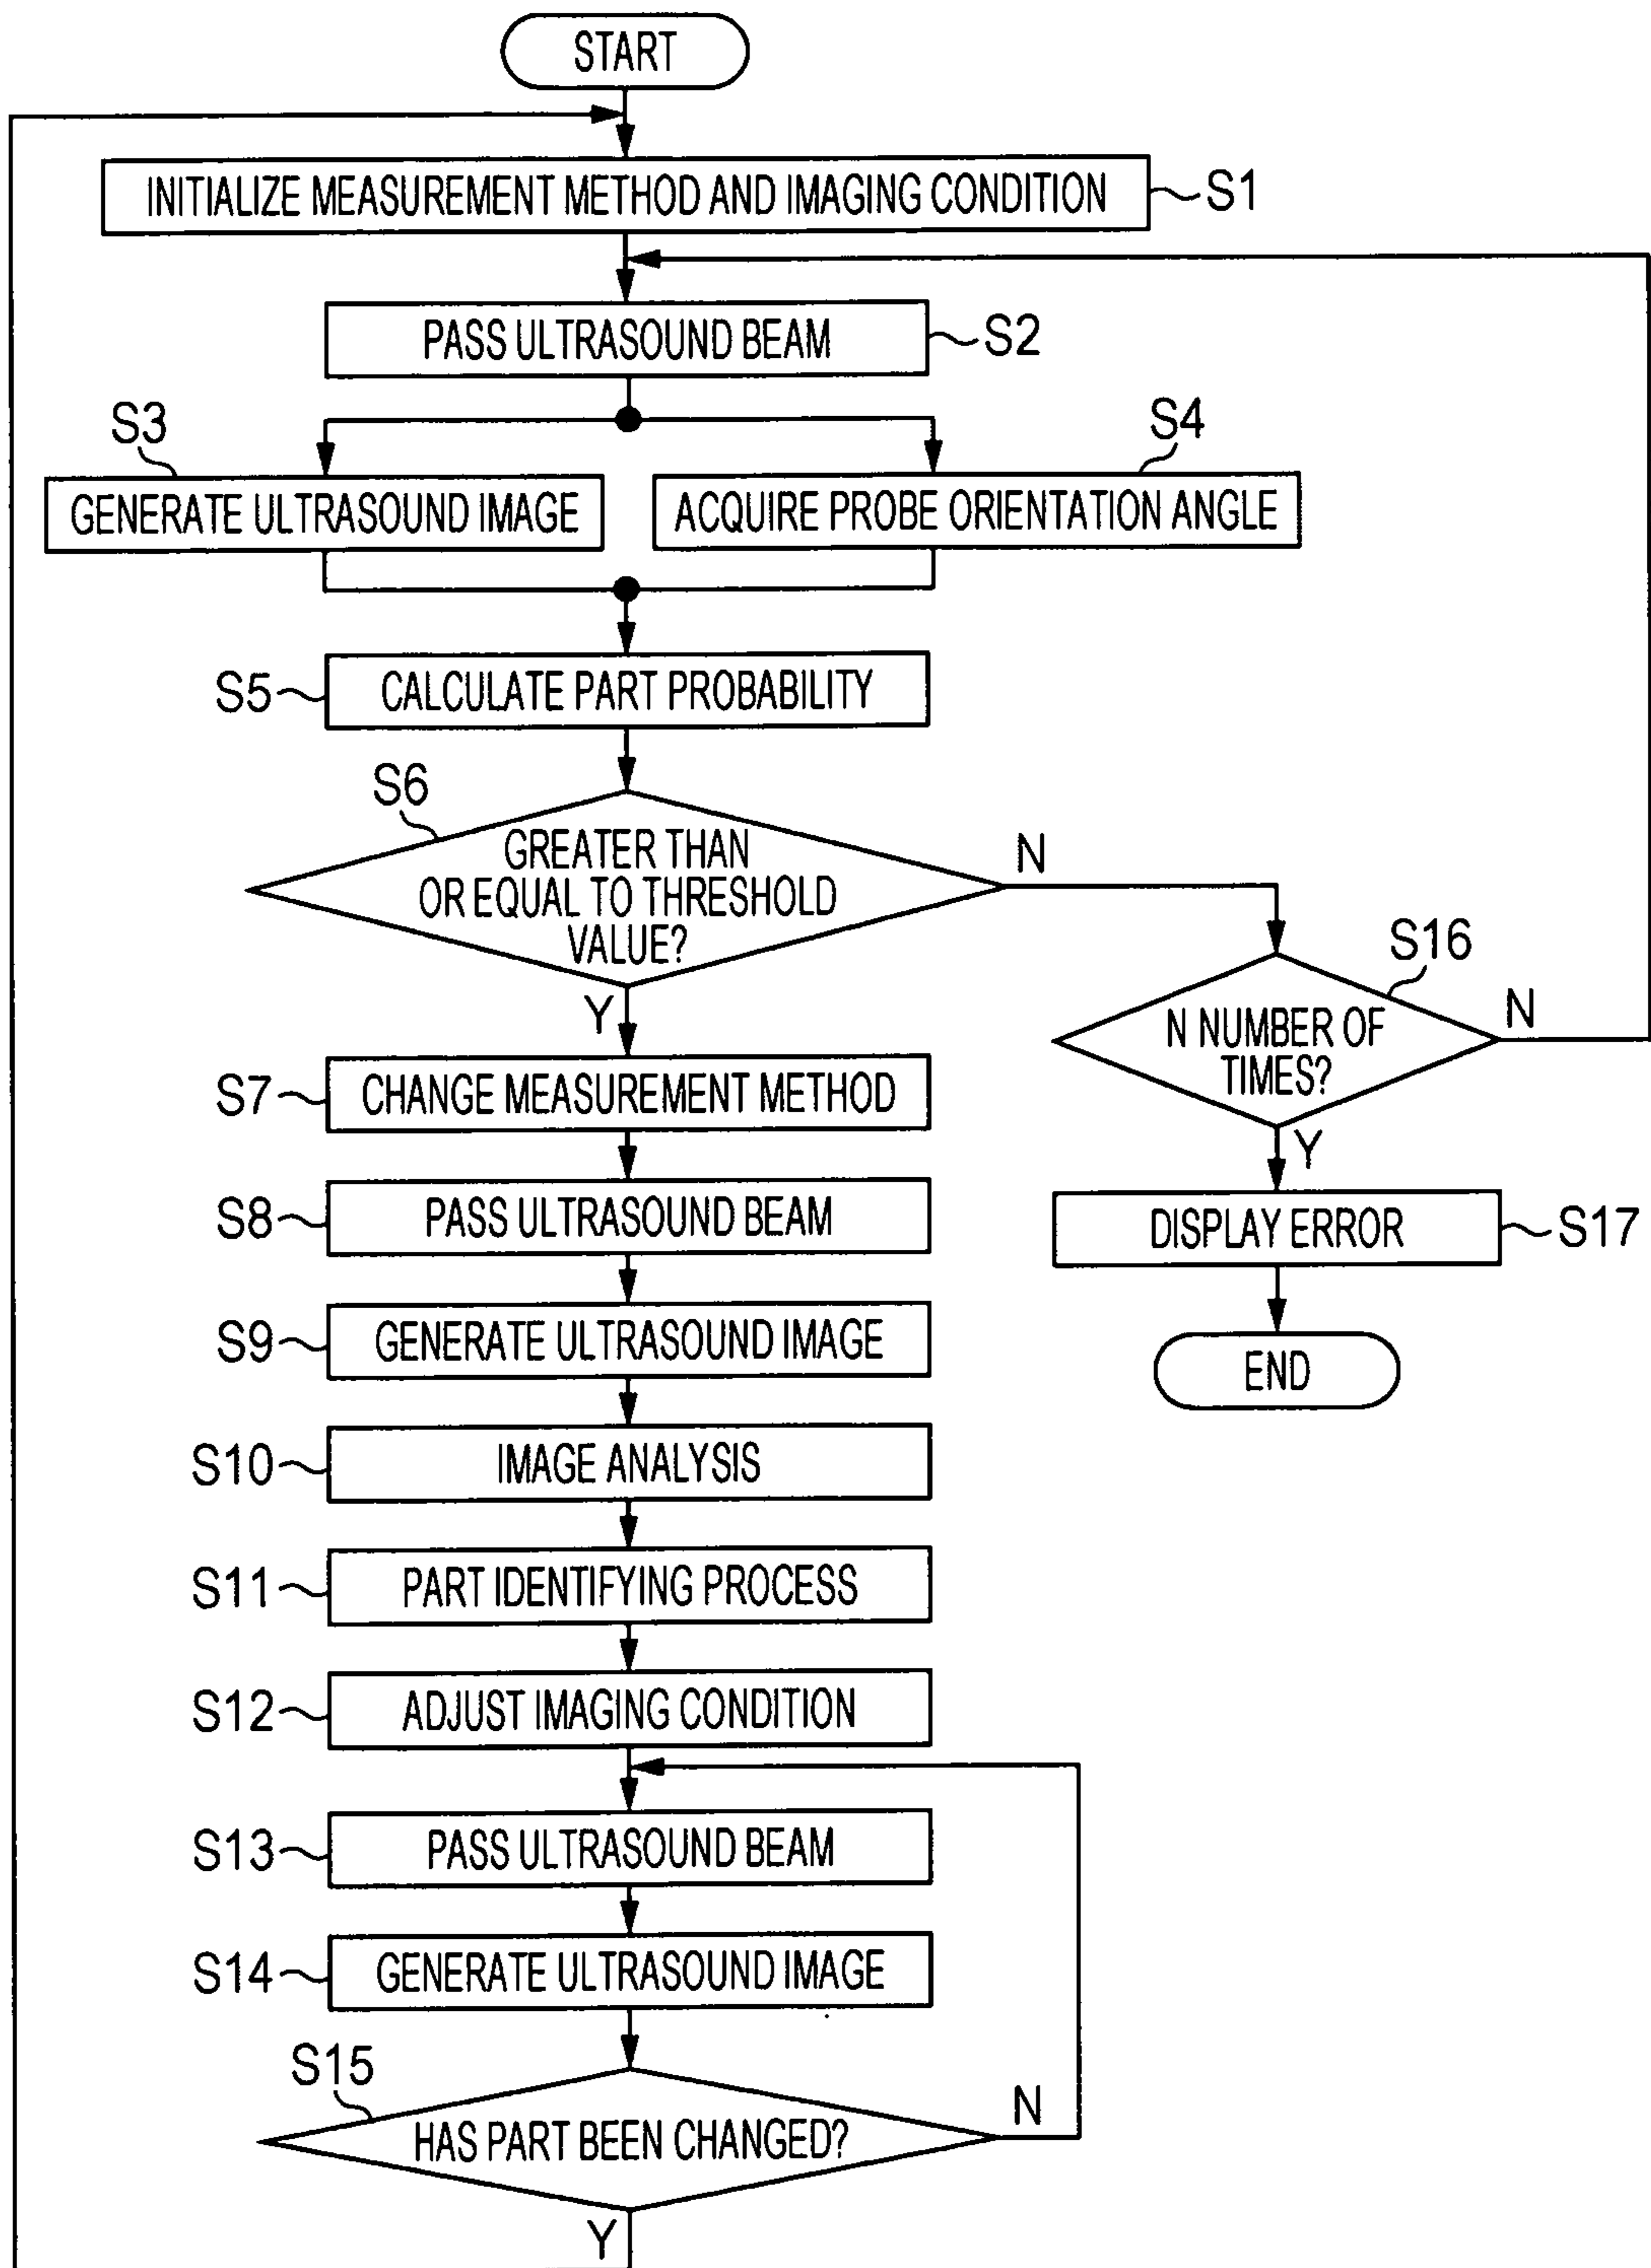 START
INITIALIZE MEASUREMENT METHOD AND IMAGING CONDITION
S1
PASS ULTRASOUND BEAM
S2
S3
S4
GENERATE ULTRASOUND IMAGE
ACQUIRE PROBE ORIENTATION ANGLE
S5
CALCULATE PART PROBABILITY
S6
GREATER THAN
OR EQUAL TO THRESHOLD
VALUE?
N
Y
S16
N NUMBER OF
TIMES?
N
Y
S7
CHANGE MEASUREMENT METHOD
S8
PASS ULTRASOUND BEAM
DISPLAY ERROR
S17
S9
GENERATE ULTRASOUND IMAGE
END
S10
IMAGE ANALYSIS
S11
PART IDENTIFYING PROCESS
S12
ADJUST IMAGING CONDITION
S13
PASS ULTRASOUND BEAM
S14
GENERATE ULTRASOUND IMAGE
S15
HAS PART BEEN CHANGED?
N
Y